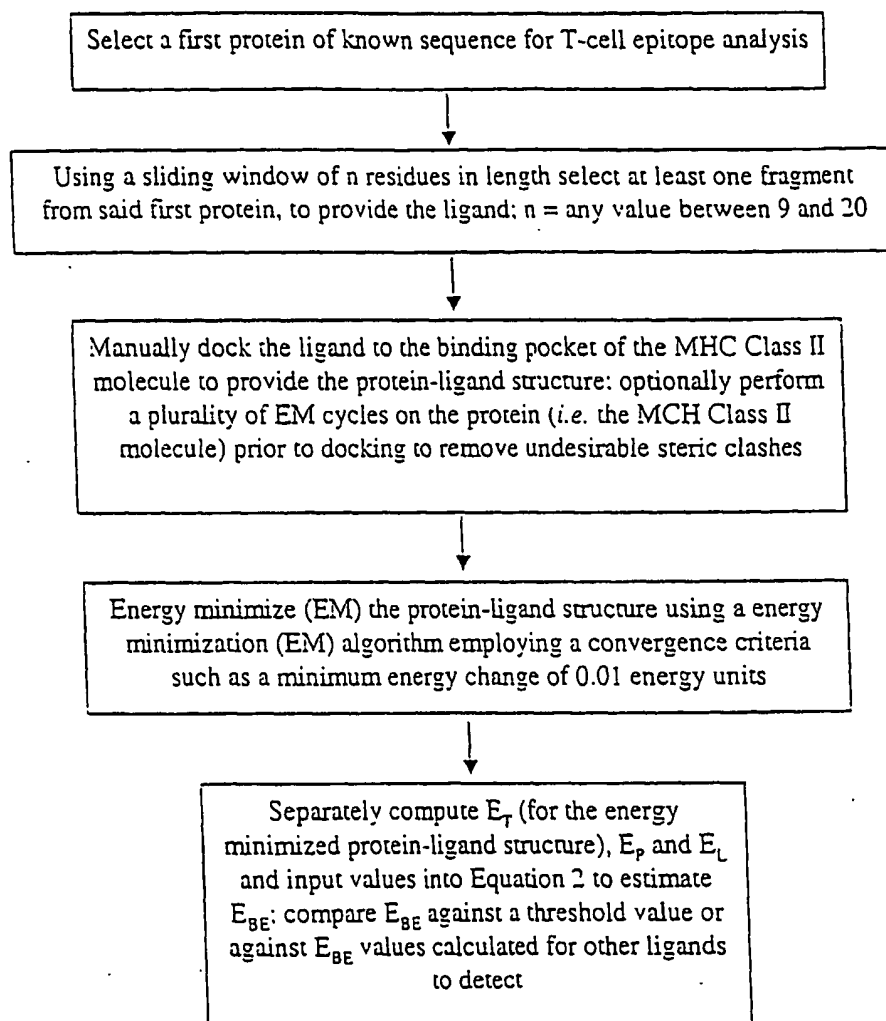 Select a first protein of known sequence for T-cell epitope analysis
Using a sliding window of n residues in length select at least one fragment
from said first protein, to provide the ligand; n = any value between 9 and 20
Manually dock the ligand to the binding pocket of the MHC Class II
molecule to provide the protein-ligand structure: optionally perform
a plurality of EM cycles on the protein (i.e. the MCH Class II
molecule) prior to docking to remove undesirable steric clashes
Energy minimize (EM) the protein-ligand structure using a energy
minimization (EM) algorithm employing a convergence criteria
such as a minimum energy change of 0.01 energy units
Separately compute E_T (for the energy
minimized protein-ligand structure), E_P and E_L
and input values into Equation 2 to estimate
E_BE: compare E_BE against a threshold value or
against E_BE values calculated for other ligands
to detect